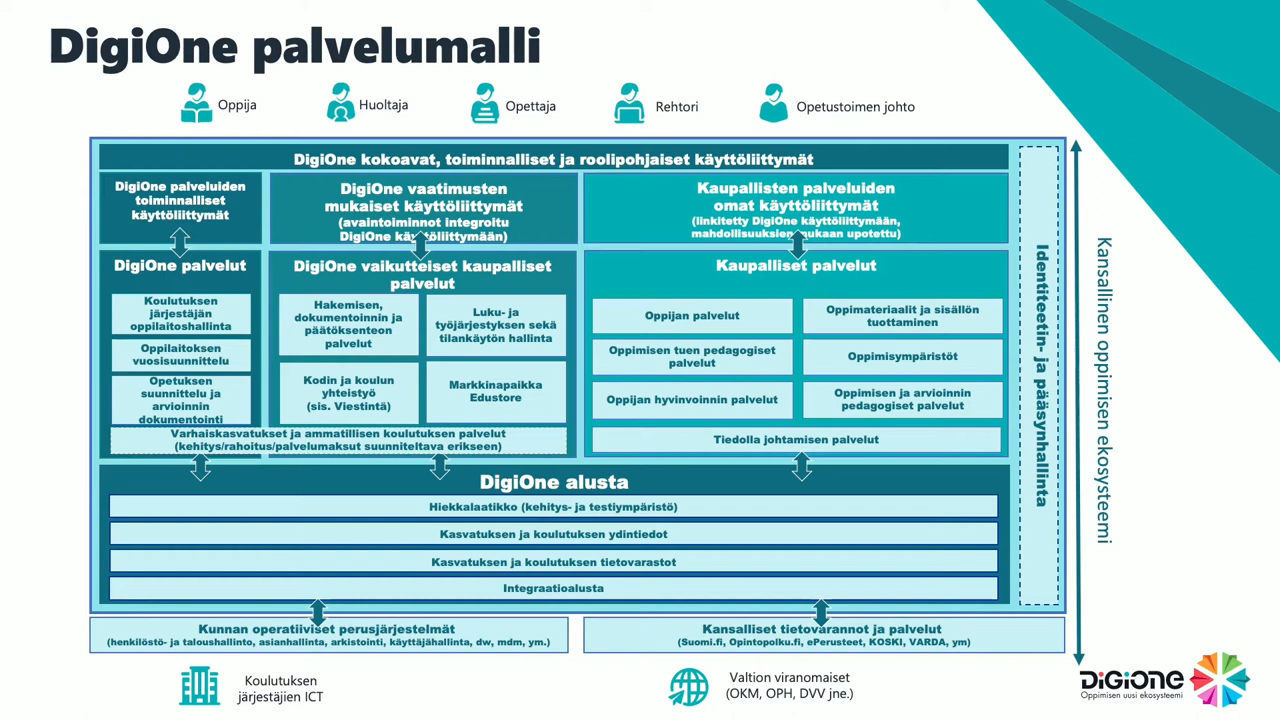 DigiOne palvelumalli
Oppija
Huoltaja
Opettaja
Rehtori
Opetustoimen johto
DigiOne kokoavat, toiminnalliset ja roolipohjaiset käyttöliittymät
DigiOne palveluiden
toiminnalliset
käyttöliittymät
DigiOne vaatimusten
mukaiset käyttöliittymät
(avaintoiminnot integroitu
DigiOne käyttöliittymään)
Kaupallisten palveluiden
omat käyttöliittymät
(linkitetty DigiOne käyttöliittymään,
mahdollisuuksien mukaan upotettu)
DigiOne palvelut
Koulutuksen
järjestäjän
oppilaitoshallinta
Oppilaitoksen
vuosisuunnittelu
Opetuksen
suunnittelu ja
arvioinnin
dokumentointi
DigiOne vaikutteiset kaupalliset
palvelut
Hakemisen,
dokumentoinnin ja
päätöksenteon
palvelut
Luku- ja
työjärjestyksen sekä
tilankäytön hallinta
Kodin ja koulun
yhteistyö
(sis. Viestintä)
Markkinapaikka
Edustore
Varhaiskasvatukset ja ammatillisen koulutuksen palvelut
(kehitys/rahoitus/palvelumaksut suunniteltava erikseen)
Kaupalliset palvelut
Oppijan palvelut
Oppimateriaalit ja sisällön
tuottaminen
Oppimisen tuen pedagogiset
palvelut
Oppimisympäristöt
Oppijan hyvinvoinnin palvelut
Oppimisen ja arvioinnin
pedagogiset palvelut
Tiedolla johtamisen palvelut
DigiOne alusta
Hiekkalaatikko (kehitys- ja testiympäristö)
Kasvatuksen ja koulutuksen ydintiedot
Kasvatuksen ja koulutuksen tietovarastot
Integraatioalusta
Identiteetin- ja pääsynhallinta
Kansallinen oppimisen ekosysteemi
Kunnan operatiiviset perusjärjestelmät
(henkilöstö- ja taloushallinto, asianhallinta, arkistointi, käyttäjähallinta, dw, mdm, ym.)
Kansalliset tietovarannot ja palvelut
(Suomi.fi, Opintopolku.fi, ePerusteet, KOSKI, VARDA, ym)
Koulutuksen
järjestäjien ICT
Valtion viranomaiset
(OKM, OPH, DVV jne.)
DIGIONE
Oppimisen uusi ekosysteemi